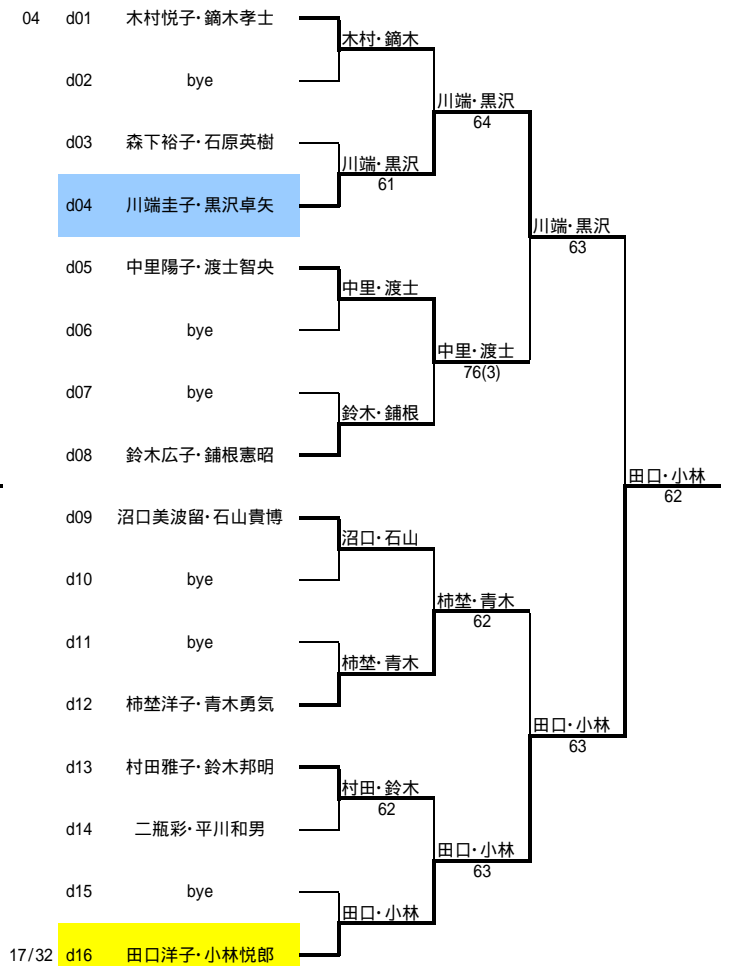 04 d01 木村悦子・鏑木孝士
木村・鏑木
d02 bye
川端・黒沢
64
d03 森下裕子・石原英樹
川端・黒沢
61
d04 川端圭子・黒沢卓矢
川端・黒沢
63
d05 中里陽子・渡士智央
中里・渡士
d06 bye
中里・渡士
76(3)
d07 bye
鈴木・鋪根
d08 鈴木広子・鋪根憲昭
田口・小林
62
d09 沼口美波留・石山貴博
沼口・石山
d10 bye
柿埜・青木
62
d11 bye
柿埜・青木
d12 柿埜洋子・青木勇気
田口・小林
63
d13 村田雅子・鈴木邦明
村田・鈴木
62
d14 二瓶彩・平川和男
田口・小林
63
d15 bye
田口・小林
17/32 d16 田口洋子・小林悦郎